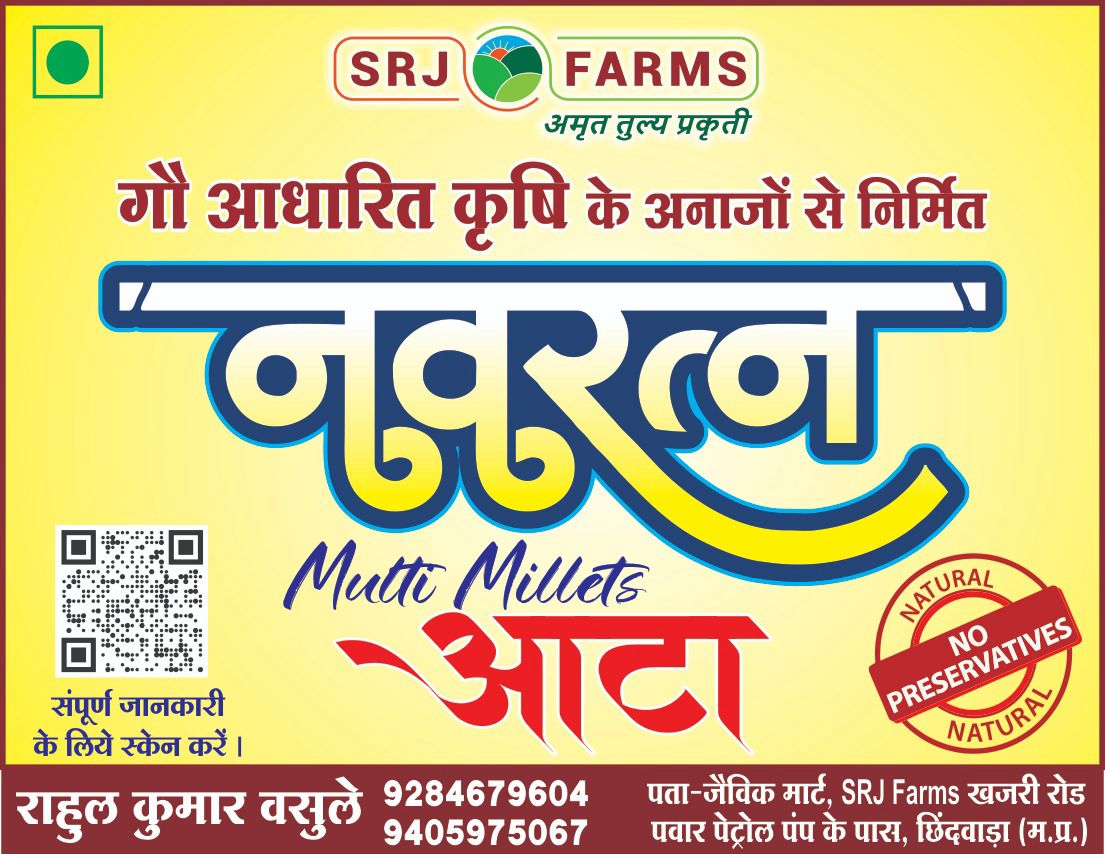 SRJ FARMS
अमृत तुल्य प्रकृती
गौ आधारित कृषि के अनाजों से निर्मित
नवरत्न
Multi Millets
आटा
NATURAL
NO
PRESERVATIVES
NATURAL
संपूर्ण जानकारी
के लिये स्केन करें।
राहुल कुमार वसुले
9284679604
9405975067
पता-जैविक मार्ट, SRJ Farms खजरी रोड
पवार पेट्रोल पंप के पास, छिंदवाड़ा (म.प्र.)